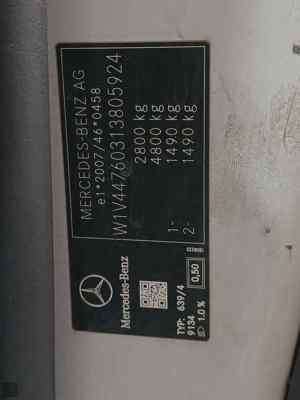 MERCEDES-BENZ AG
e1*2007/46*0458
W1V44760313805924
2800 kg
4800 kg
1- 1490 kg
2- 1490 kg
Mercedes-Benz
0,50
TYP: 639/4
9134
1.0 %